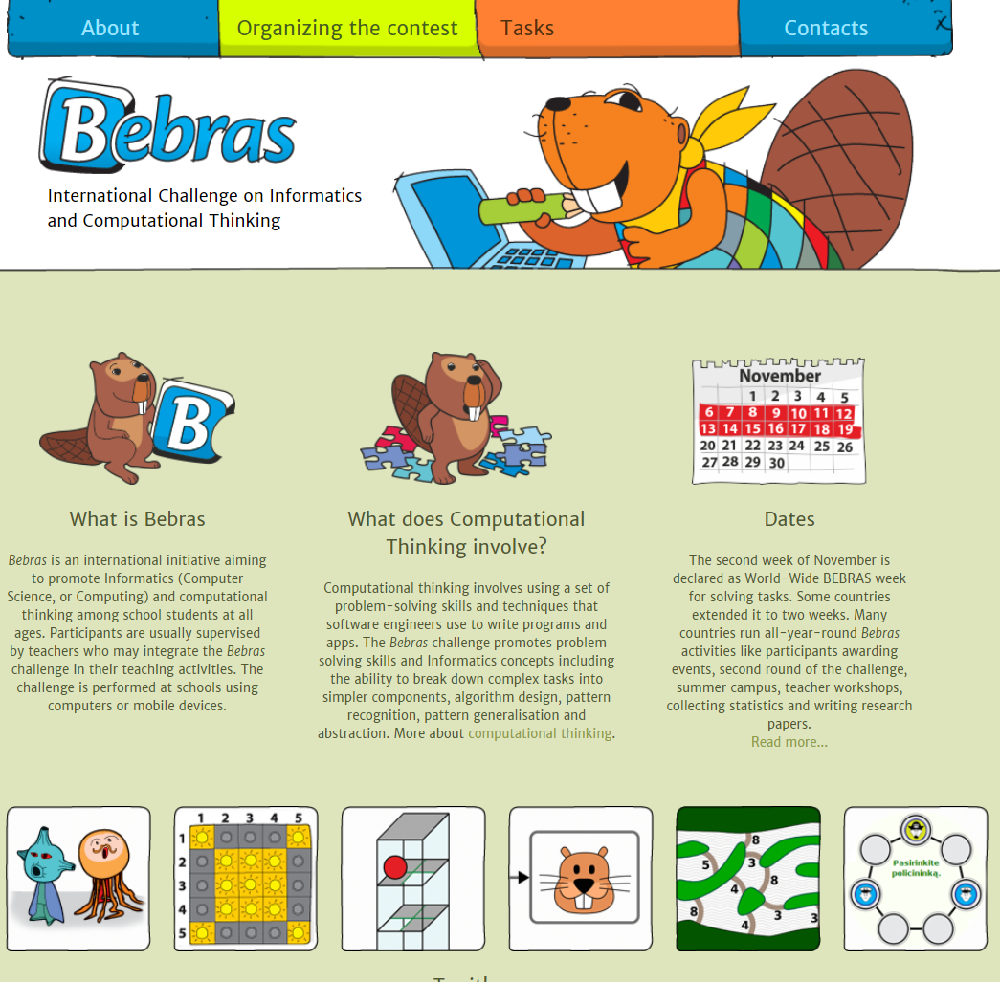 About
Organizing the contest
Tasks
Contacts
Bebras
International Challenge on Informatics
and Computational Thinking
B
November
1 2 3 4 5
6 7 8 9 10 11 12
13 14 15 16 17 18 19
20 21 22 23 24 25 26
27 28 29 30
What is Bebras
Bebras is an international initiative aiming
to promote Informatics (Computer
Science, or Computing) and computational
thinking among school students at all
ages. Participants are usually supervised
by teachers who may integrate the Bebras
challenge in their teaching activities. The
challenge is performed at schools using
computers or mobile devices.
What does Computational
Thinking involve?
Computational thinking involves using a set of
problem-solving skills and techniques that
software engineers use to write programs and
apps. The Bebras challenge promotes problem
solving skills and Informatics concepts including
the ability to break down complex tasks into
simpler components, algorithm design, pattern
recognition, pattern generalisation and
abstraction. More about computational thinking.
Dates
The second week of November is
declared as World-Wide BEBRAS week
for solving tasks. Some countries
extended it to two weeks. Many
countries run all-year-round Bebras
activities like participants awarding
events, second round of the challenge,
summer campus, teacher workshops,
collecting statistics and writing research
papers.
Read more...
1 2 3 4 5
1
2
3
4
5
8
5
3
8
4
8
4
3
3
Pasirinkite
policininką.